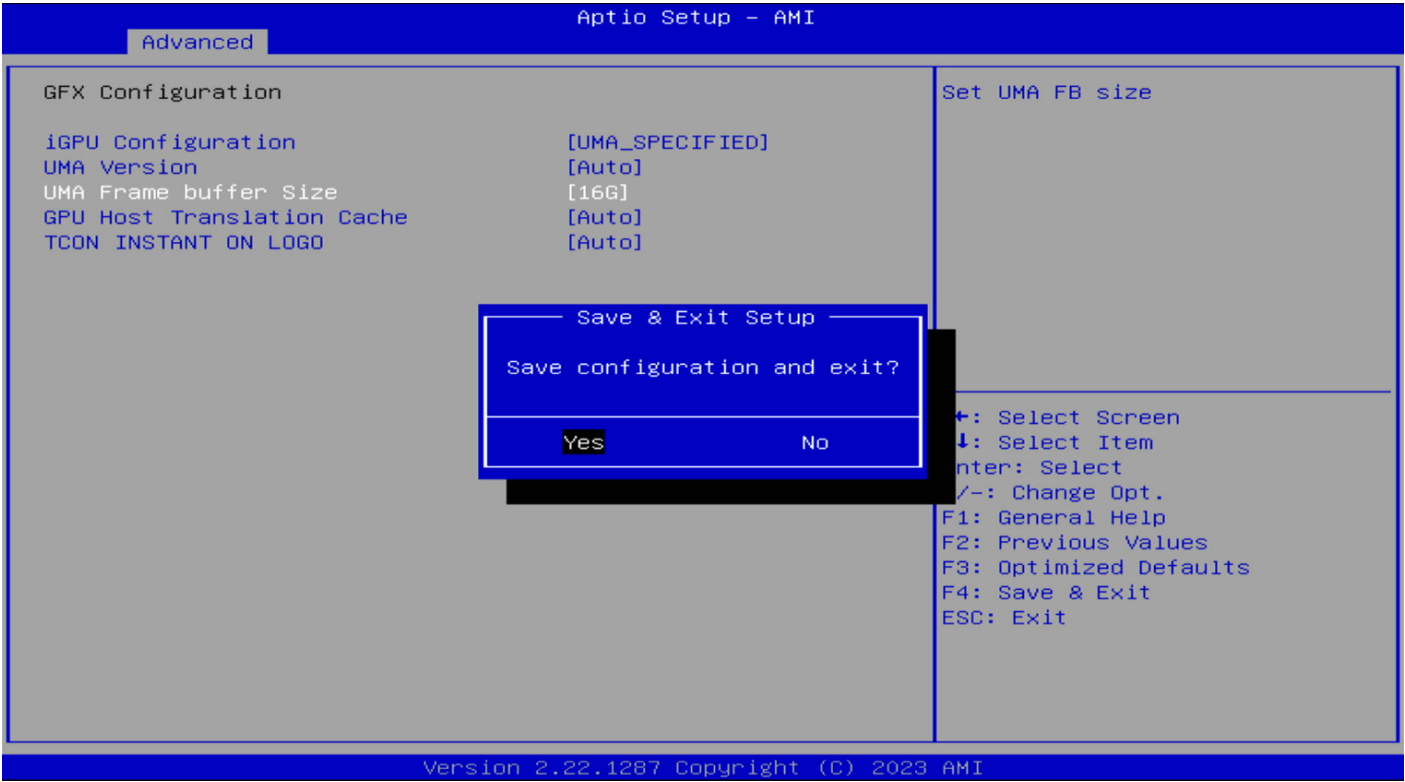 Aptio Setup - AMI
Advanced
GFX Configuration
iGPU Configuration [UMA_SPECIFIED]
UMA Version [Auto]
UMA Frame buffer Size [16G]
GPU Host Translation Cache [Auto]
TCON INSTANT ON LOGO [Auto]
Set UMA FB size
Save & Exit Setup
Save configuration and exit?
Yes No
←: Select Screen
↓: Select Item
nter: Select
/-: Change Opt.
F1: General Help
F2: Previous Values
F3: Optimized Defaults
F4: Save & Exit
ESC: Exit
Version 2.22.1287 Copyright (C) 2023 AMI